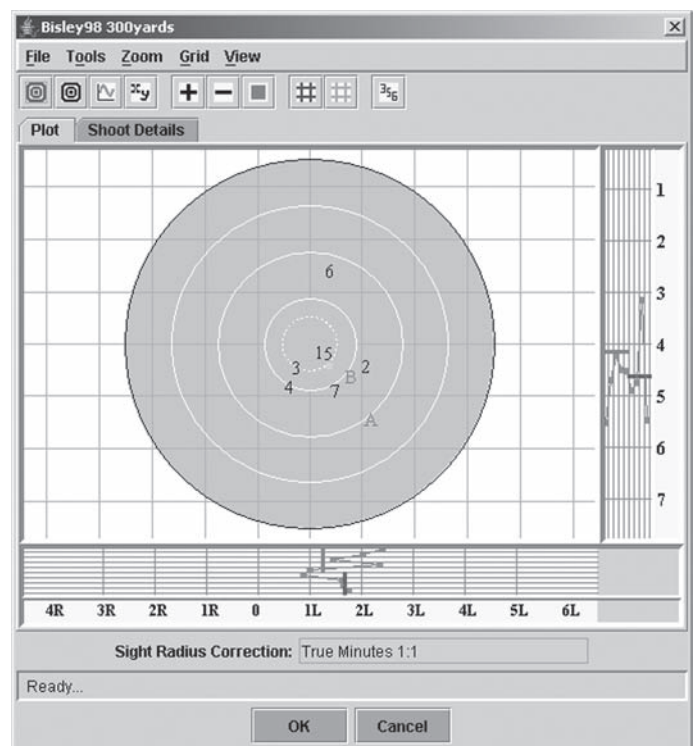 Bisley98 300yards
File Tools Zoom Grid View
xy 356
Plot Shoot Details
6
15
3 2
B
4 7
A
1
2
3
4
5
6
7
4R 3R 2R 1R 0 1L 2L 3L 4L 5L 6L
Sight Radius Correction: True Minutes 1:1
Ready...
OK Cancel